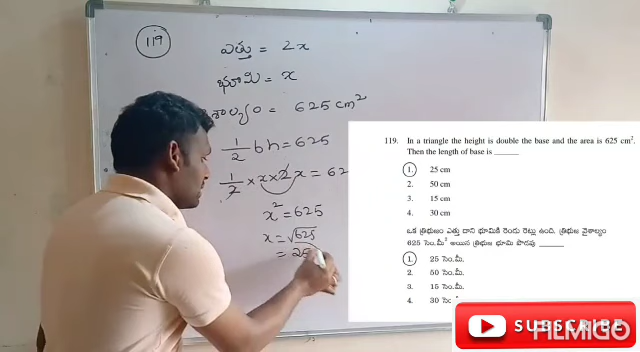 119
ఎత్తు = 2x
భూమి = x
శాల్యం = 625 cm²
1/2 bh = 625
1/2 × x × 2x = 62
x² = 625
x = √625
= 25
119. In a triangle the height is double the base and the area is 625 cm².
Then the length of base is ______
1. 25 cm
2. 50 cm
3. 15 cm
4. 30 cm
ఒక త్రిభుజం ఎత్తు దాని భూమికి రెండు రెట్లు ఉంది. త్రిభుజ వైశాల్యం
625 సెం.మీ² అయిన త్రిభుజ భూమి పొడవు ______
1. 25 సెం.మీ.
2. 50 సెం.మీ.
3. 15 సెం.మీ.
4. 30 సెం
SUBSCRIBE
FILMIGO